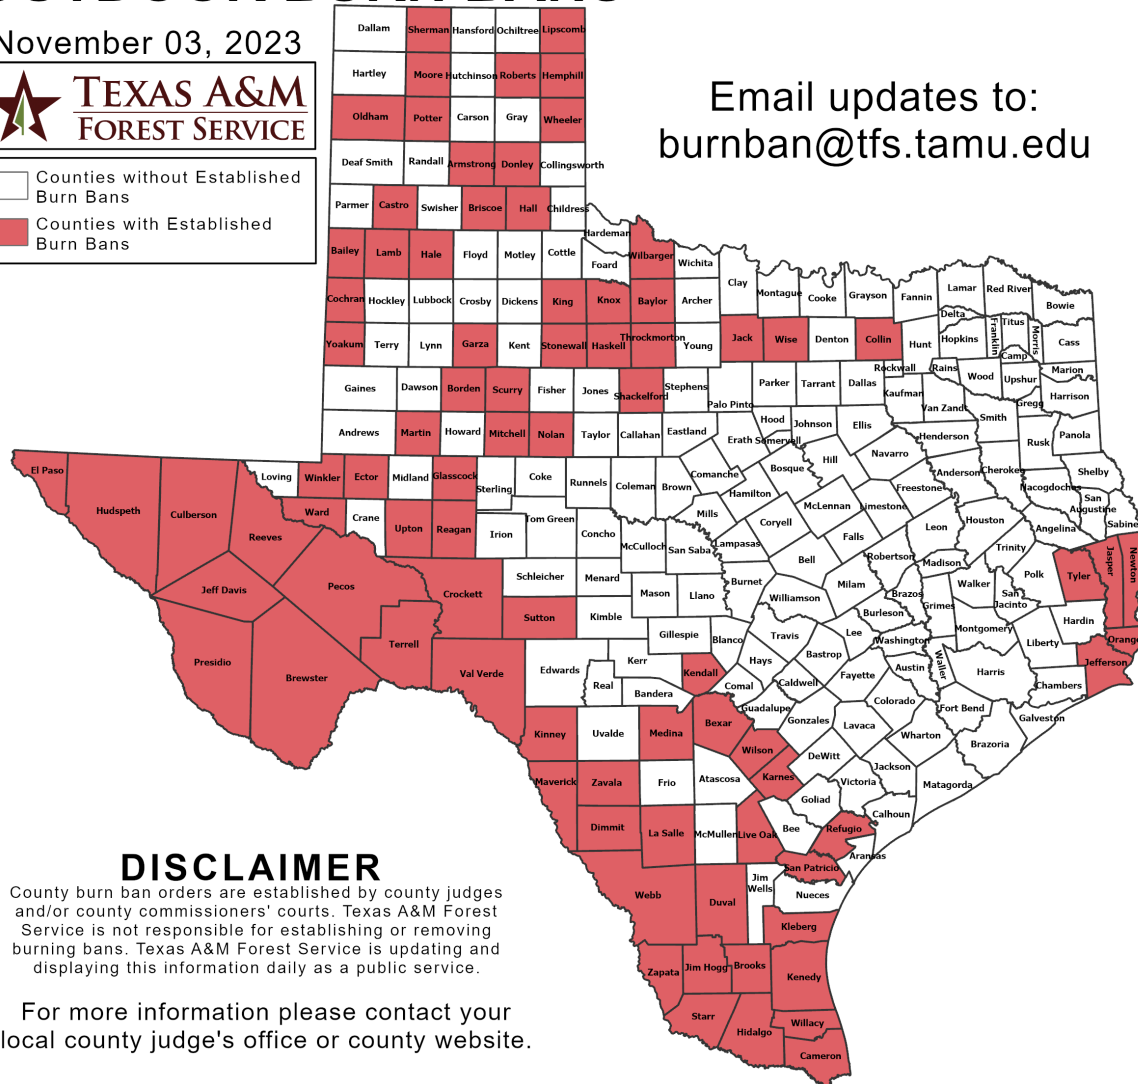 OUTDOOR BURN BANS
November 03, 2023
TEXAS A&M
FOREST SERVICE
Counties without Established
Burn Bans
Counties with Established
Burn Bans
Email updates to:
burnban@tfs.tamu.edu
Dallam Sherman Hansford Ochiltree Lipscomb
Hartley Moore Hutchinson Roberts Hemphill
Oldham Potter Carson Gray Wheeler
Deaf Smith Randall Armstrong Donley Collingsworth
Parmer Castro Swisher Briscoe Hall Childress
Hardeman
Bailey Lamb Hale Floyd Motley Cottle Foard Wilbarger Wichita
Clay Montague Cooke Grayson Fannin Lamar Red River Bowie
Cochran Hockley Lubbock Crosby Dickens King Knox Baylor Archer
Delta Titus Franklin Morris Cass
Yoakum Terry Lynn Garza Kent Stonewall Haskell Throckmorton Young Jack Wise Denton Collin Hunt Hopkins Camp
Rockwall Rains Wood Upshur Marion
Gaines Dawson Borden Scurry Fisher Jones Shackelford Stephens Palo Pinto Parker Tarrant Dallas Kaufman Van Zandt Gregg Harrison
Andrews Martin Howard Mitchell Nolan Taylor Callahan Eastland Erath Hood Somervell Johnson Ellis Henderson Smith Rusk Panola
El Paso Hudspeth Culberson Reeves Loving Winkler Ector Midland Glasscock Sterling Coke Runnels Coleman Brown Comanche Hamilton Bosque Hill Navarro Freestone Anderson Cherokee Nacogdoches Shelby
San
Augustine
Sabine
Ward Crane Upton Reagan Irion Tom Green Concho McCulloch San Saba Mills Lampasas Coryell McLennan Limestone Falls Leon Houston Angelina
Jeff Davis Pecos Crockett Schleicher Menard Mason Llano Burnet Bell Milam Robertson Madison Trinity Walker Polk Tyler Jasper Newton
San
Jacinto
Terrell Sutton Kimble Gillespie Blanco Williamson Travis Lee Burleson Brazos Grimes Washington Montgomery Liberty Hardin Orange
Presidio Brewster Val Verde Edwards Real Kerr Bandera Kendall Comal Hays Caldwell Bastrop Fayette Austin Waller Harris Chambers Jefferson
Kinney Uvalde Medina Bexar Guadalupe Gonzales Lavaca Colorado Wharton Fort Bend Brazoria Galveston
Maverick Zavala Frio Atascosa Wilson Karnes DeWitt Victoria Jackson Matagorda
Dimmit La Salle McMullen Live Oak Bee Goliad Refugio Calhoun Aransas
Webb Duval
Jim
Wells
San Patricio Nueces
Kleberg
Zapata Jim Hogg Brooks Kenedy
Starr Hidalgo Willacy
Cameron
DISCLAIMER
County burn ban orders are established by county judges
and/or county commissioners' courts. Texas A&M Forest
Service is not responsible for establishing or removing
burning bans. Texas A&M Forest Service is updating and
displaying this information daily as a public service.
For more information please contact your
local county judge's office or county website.